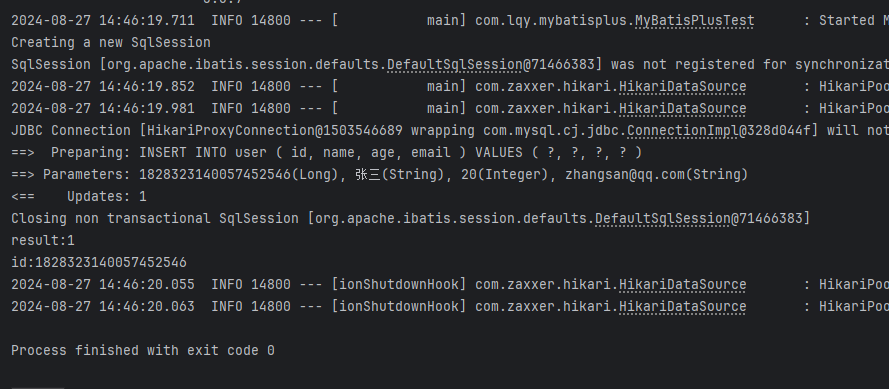 2024-08-27 14:46:19.711  INFO 14800 --- [           main] com.lqy.mybatisplus.MyBatisPlusTest      : Started M
Creating a new SqlSession
SqlSession [org.apache.ibatis.session.defaults.DefaultSqlSession@71466383] was not registered for synchronizat
2024-08-27 14:46:19.852  INFO 14800 --- [           main] com.zaxxer.hikari.HikariDataSource       : HikariPoo
2024-08-27 14:46:19.981  INFO 14800 --- [           main] com.zaxxer.hikari.HikariDataSource       : HikariPoo
JDBC Connection [HikariProxyConnection@1503546689 wrapping com.mysql.cj.jdbc.ConnectionImpl@328d044f] will not
==>  Preparing: INSERT INTO user ( id, name, age, email ) VALUES ( ?, ?, ?, ? )
==> Parameters: 1828323140057452546(Long), 张三(String), 20(Integer), zhangsan@qq.com(String)
<==    Updates: 1
Closing non transactional SqlSession [org.apache.ibatis.session.defaults.DefaultSqlSession@71466383]
result:1
id:1828323140057452546
2024-08-27 14:46:20.055  INFO 14800 --- [ionShutdownHook] com.zaxxer.hikari.HikariDataSource       : HikariPoo
2024-08-27 14:46:20.063  INFO 14800 --- [ionShutdownHook] com.zaxxer.hikari.HikariDataSource       : HikariPoo
Process finished with exit code 0